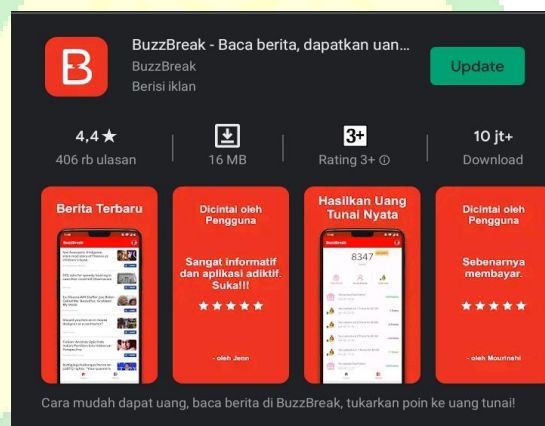 BuzzBreak - Baca berita, dapatkan uan...
BuzzBreak
Berisi iklan
Update
4,4★
406 rb ulasan
16 MB
3+
Rating 3+
10 jt+
Download
Berita Terbaru
BuzzBreak
Dicintai oleh
Pengguna
Sangat informatif
dan aplikasi adiktif.
Suka!!!
★★★★★
- oleh Jeon
Hasilkan Uang
Tunai Nyata
BuzzBreak
8347
Dicintai oleh
Pengguna
Sebenarnya
membayar.
★★★★★
- oleh Mourinshi
Cara mudah dapat uang, baca berita di BuzzBreak, tukarkan poin ke uang tunai!